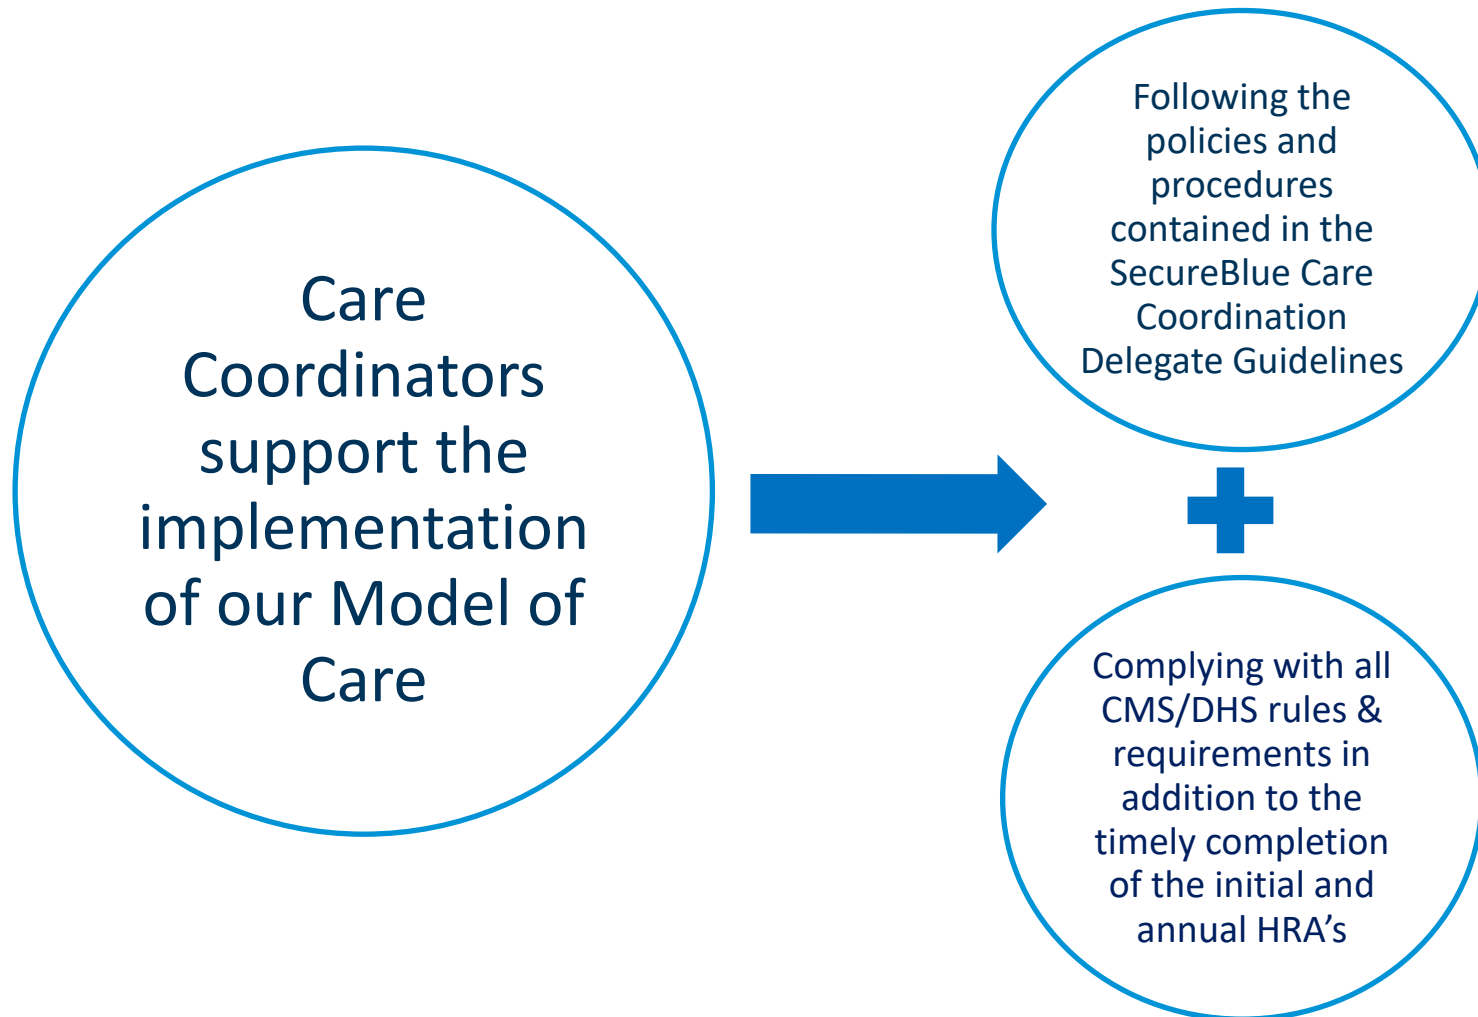 Care
Coordinators
support the
implementation
of our Model of
Care
Following the
policies and
procedures
contained in the
SecureBlue Care
Coordination
Delegate Guidelines
Complying with all
CMS/DHS rules &
requirements in
addition to the
timely completion
of the initial and
annual HRA’s